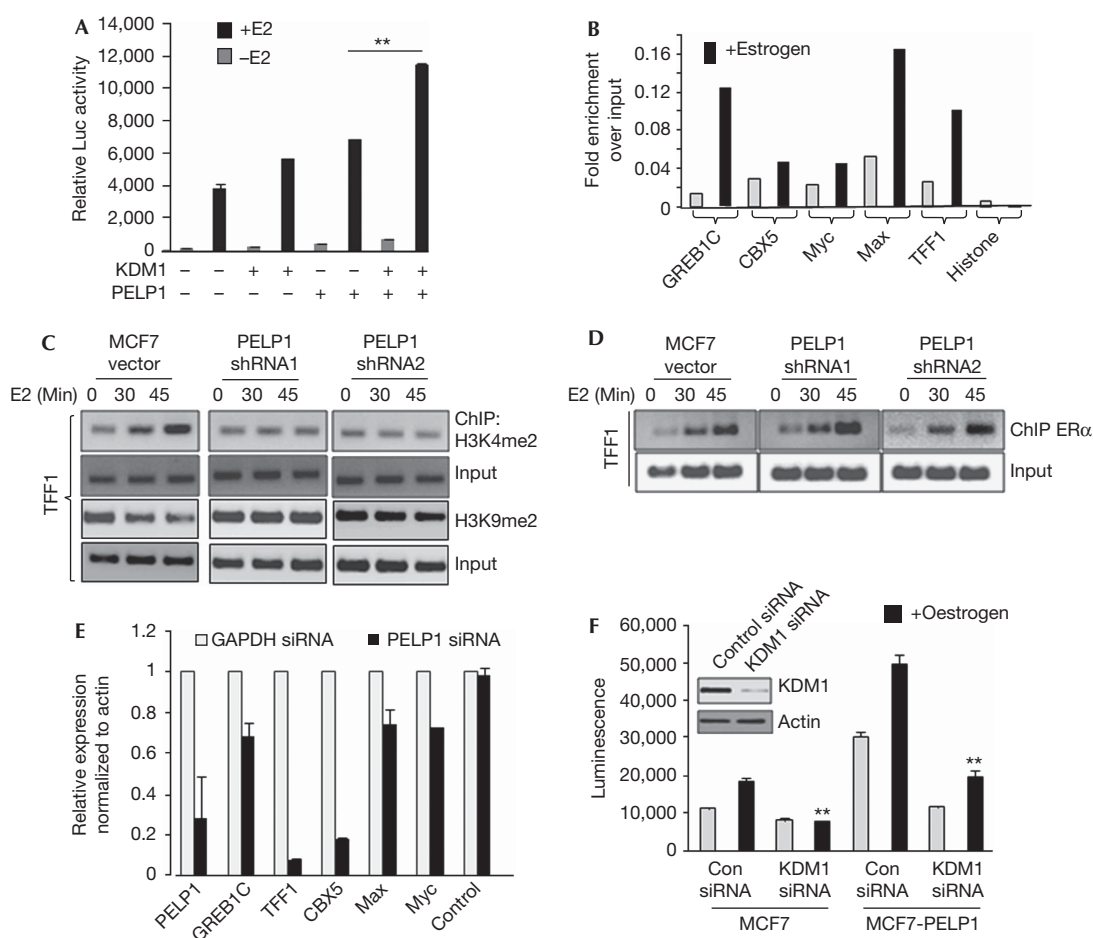 A
+E2
–E2
**
Relative Luc activity
14,000
12,000
10,000
8,000
6,000
4,000
2,000
0
KDM1 – – + + – – + +
PELP1 – – – – + + + +
B
+Estrogen
Fold enrichment
over input
0.16
0.12
0.08
0.04
0
GREB1C
CBX5
Myc
Max
TFF1
Histone
C
MCF7
vector
PELP1
shRNA1
PELP1
shRNA2
E2 (Min) 0 30 45 0 30 45 0 30 45
TFF1
ChIP:
H3K4me2
Input
H3K9me2
Input
D
MCF7
vector
PELP1
shRNA1
PELP1
shRNA2
E2 (Min) 0 30 45 0 30 45 0 30 45
TFF1
ChIP ERα
Input
E
GAPDH siRNA
PELP1 siRNA
Relative expression
normalized to actin
1.2
1
0.8
0.6
0.4
0.2
0
PELP1
GREB1C
TFF1
CBX5
Max
Myc
Control
F
+Oestrogen
Control siRNA
KDM1 siRNA
KDM1
Actin
Luminescence
60,000
50,000
40,000
30,000
20,000
10,000
0
**
**
Con
siRNA
KDM1
siRNA
Con
siRNA
KDM1
siRNA
MCF7
MCF7-PELP1